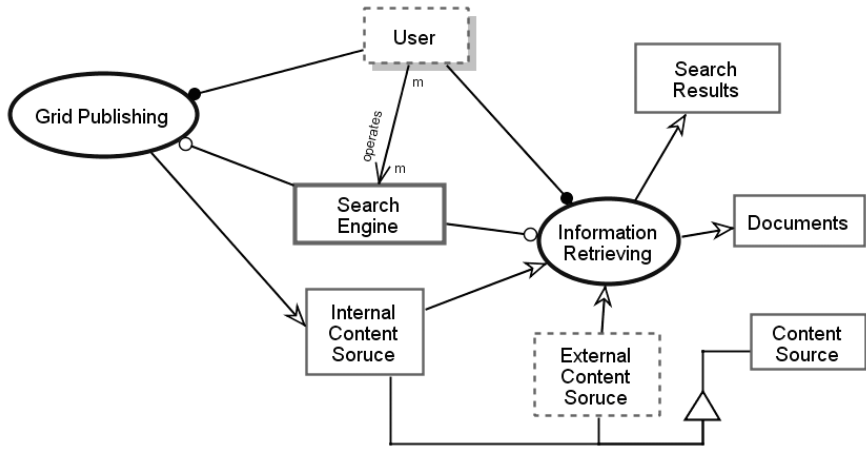 User
Grid Publishing
m
operates
m
Search
Results
Search
Engine
Information
Retrieving
Documents
Internal
Content
Soruce
External
Content
Soruce
Content
Source